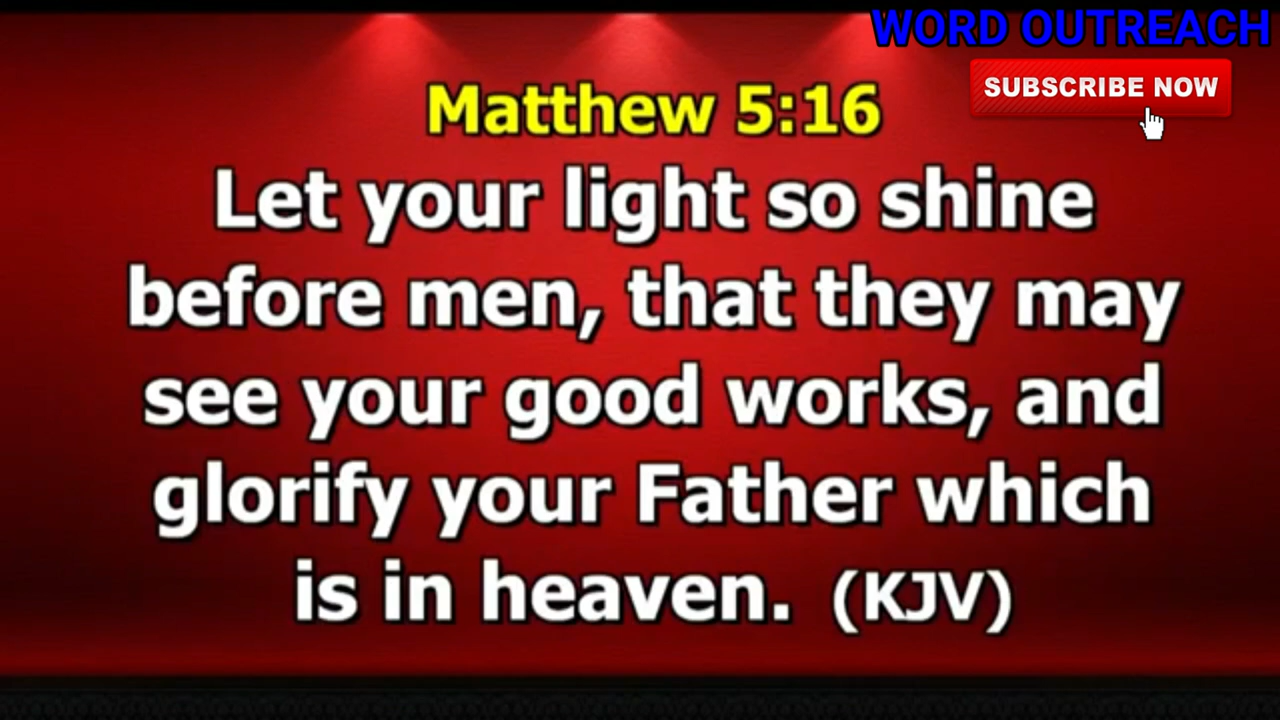 WORD OUTREACH
SUBSCRIBE NOW
Matthew 5:16
Let your light so shine
before men, that they may
see your good works, and
glorify your Father which
is in heaven. (KJV)